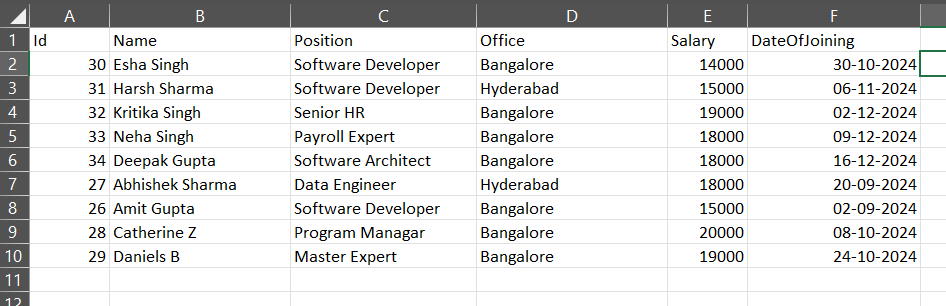 A B C D E F
1 Id Name Position Office Salary DateOfJoining
2 30 Esha Singh Software Developer Bangalore 14000 30-10-2024
3 31 Harsh Sharma Software Developer Hyderabad 15000 06-11-2024
4 32 Kritika Singh Senior HR Bangalore 19000 02-12-2024
5 33 Neha Singh Payroll Expert Bangalore 18000 09-12-2024
6 34 Deepak Gupta Software Architect Bangalore 18000 16-12-2024
7 27 Abhishek Sharma Data Engineer Hyderabad 18000 20-09-2024
8 26 Amit Gupta Software Developer Bangalore 15000 02-09-2024
9 28 Catherine Z Program Managar Bangalore 20000 08-10-2024
10 29 Daniels B Master Expert Bangalore 19000 24-10-2024
11
12